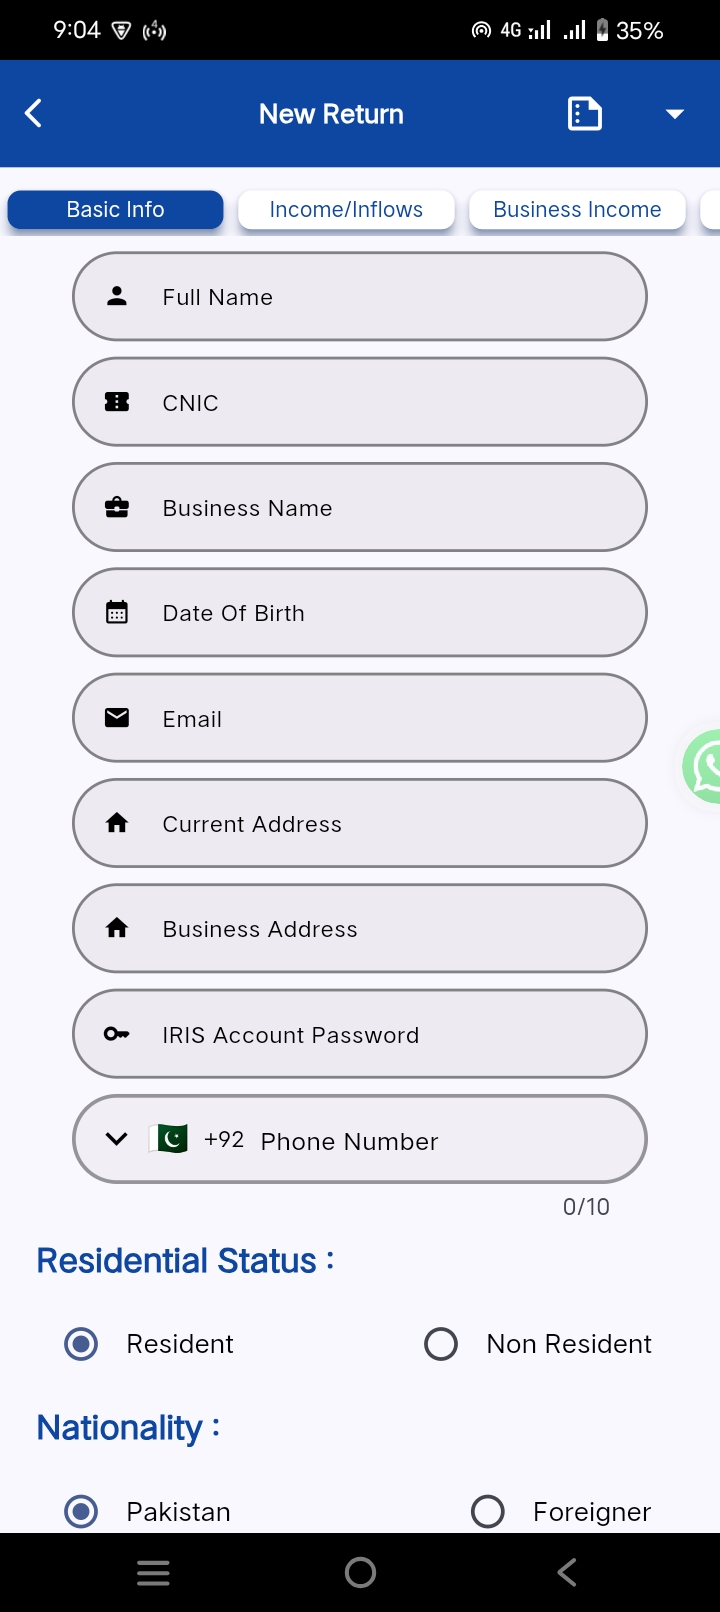 9:04 4 4G 35%
New Return
Basic Info Income/Inflows Business Income
Full Name
CNIC
Business Name
Date Of Birth
Email
Current Address
Business Address
IRIS Account Password
+92 Phone Number
0/10
Residential Status :
Resident Non Resident
Nationality :
Pakistan Foreigner